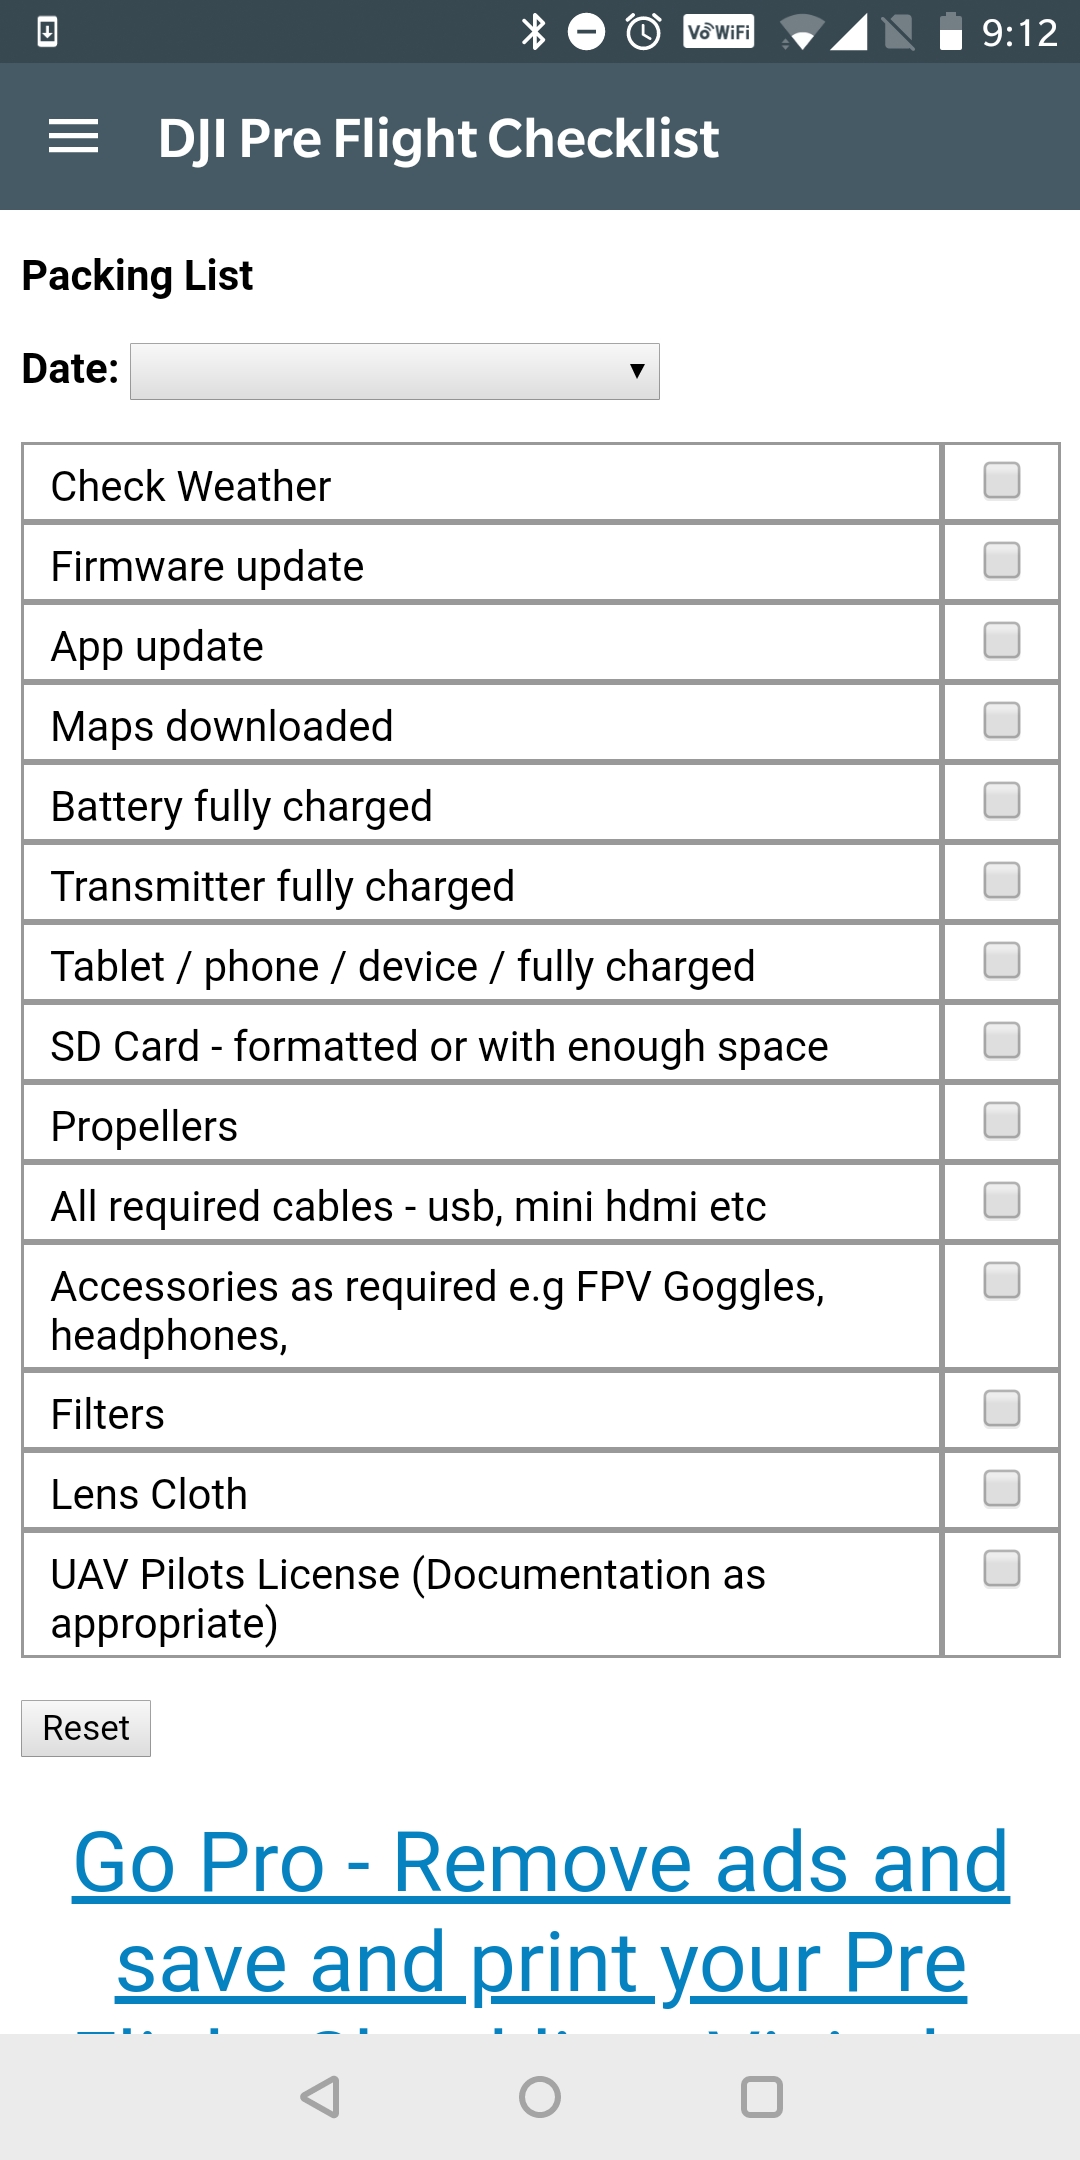 Vo WiFi 9:12
DJI Pre Flight Checklist
Packing List
Date:
Check Weather
Firmware update
App update
Maps downloaded
Battery fully charged
Transmitter fully charged
Tablet / phone / device / fully charged
SD Card - formatted or with enough space
Propellers
All required cables - usb, mini hdmi etc
Accessories as required e.g FPV Goggles,
headphones,
Filters
Lens Cloth
UAV Pilots License (Documentation as
appropriate)
Reset
Go Pro - Remove ads and
save and print your Pre